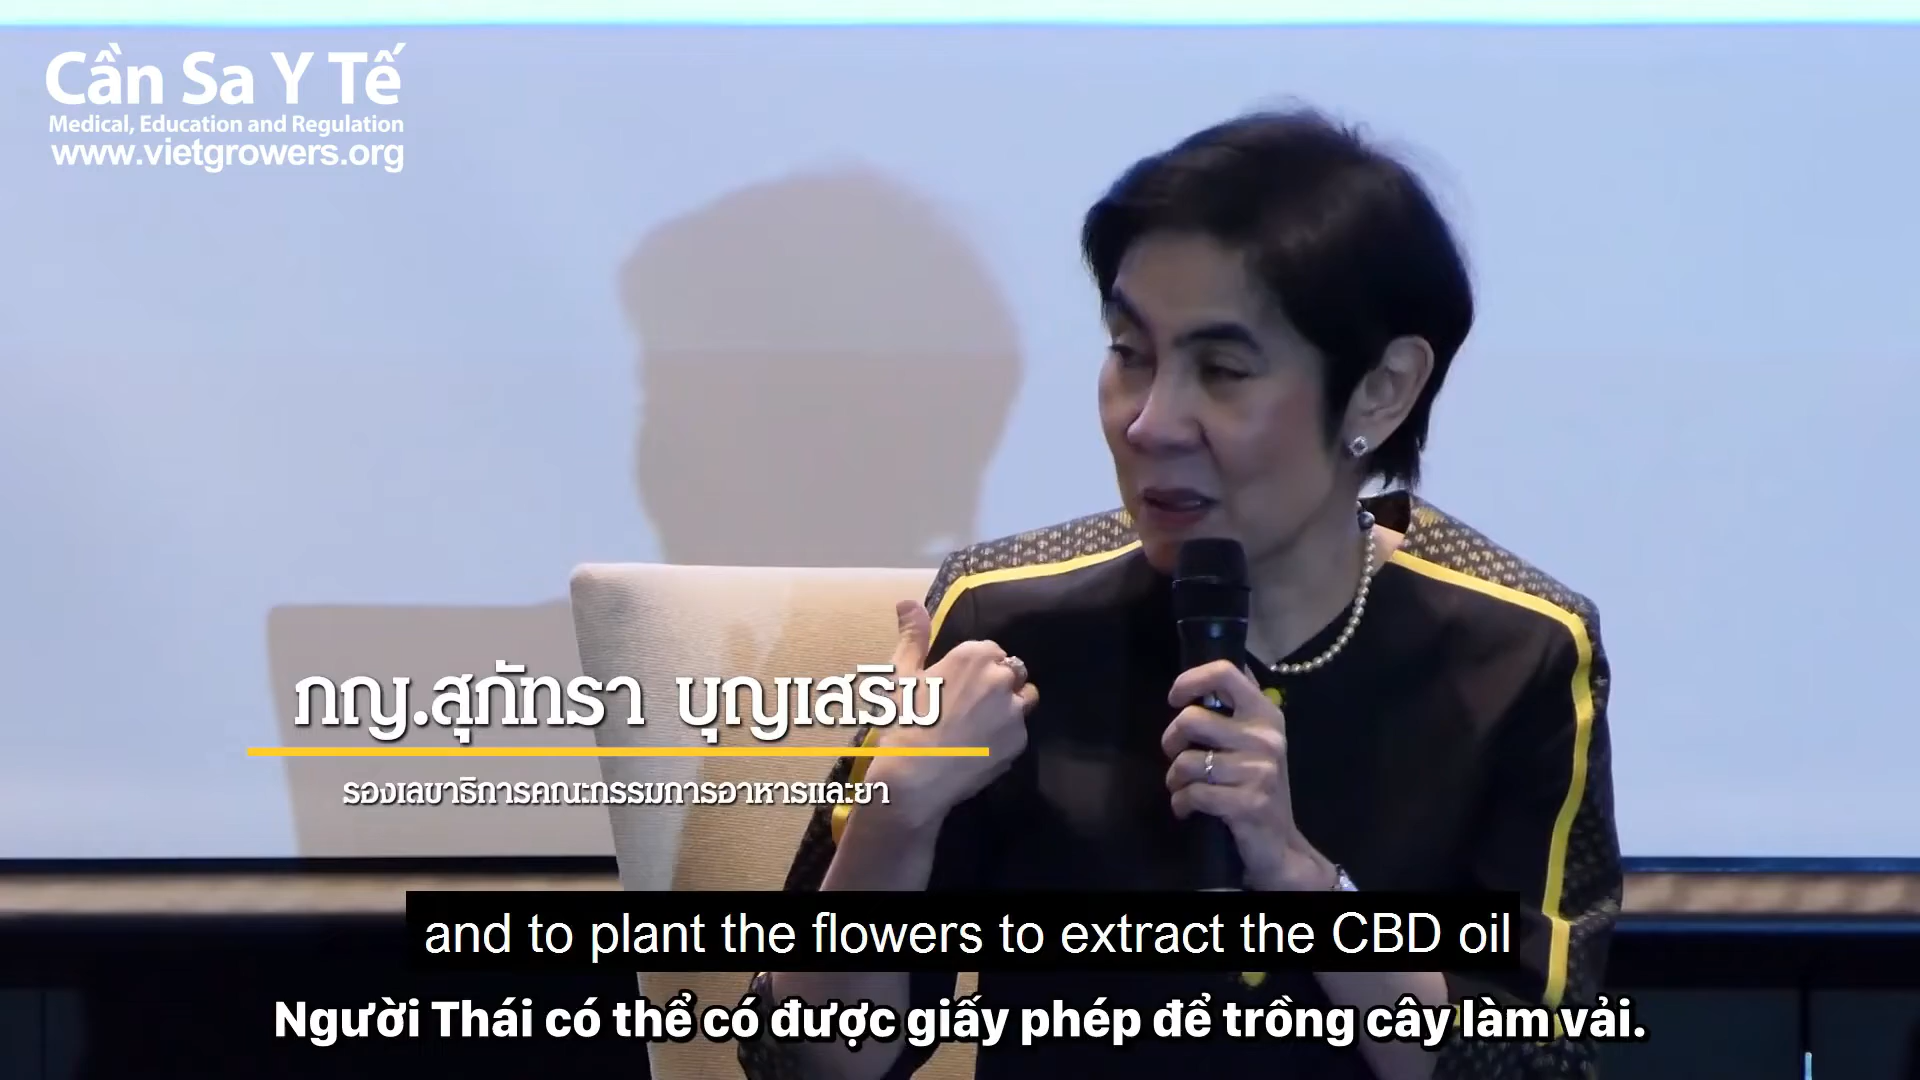 Cần Sa Y Tế
Medical, Education and Regulation
www.vietgrowers.org
ภญ.สุภัทรา บุญเสริม
รองเลขาธิการคณะกรรมการอาหารและยา
and to plant the flowers to extract the CBD oil
Người Thái có thể có được giấy phép để trồng cây làm vải.